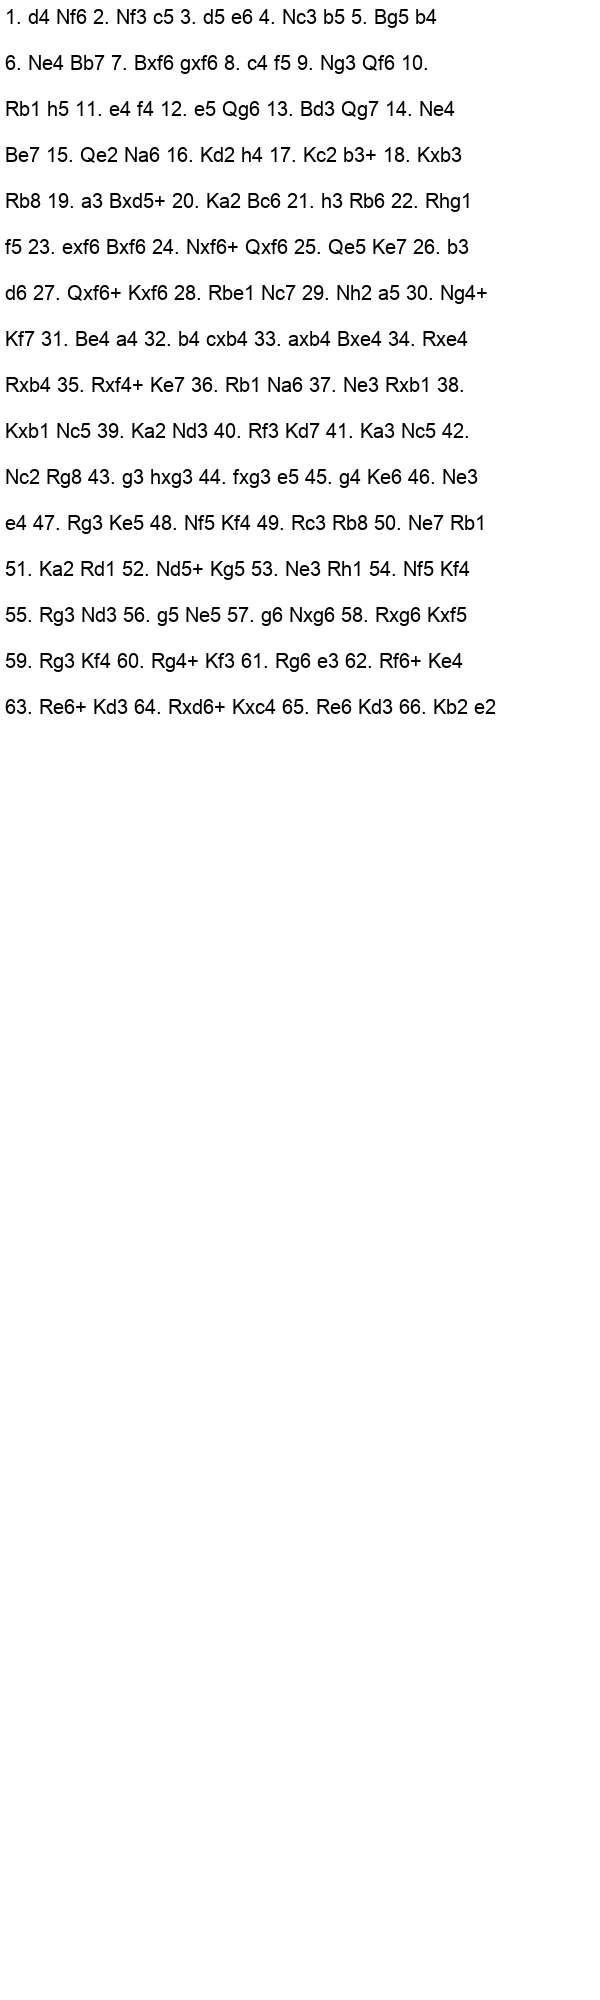 1. d4 Nf6 2. Nf3 c5 3. d5 e6 4. Nc3 b5 5. Bg5 b4
6. Ne4 Bb7 7. Bxf6 gxf6 8. c4 f5 9. Ng3 Qf6 10.
Rb1 h5 11. e4 f4 12. e5 Qg6 13. Bd3 Qg7 14. Ne4
Be7 15. Qe2 Na6 16. Kd2 h4 17. Kc2 b3+ 18. Kxb3
Rb8 19. a3 Bxd5+ 20. Ka2 Bc6 21. h3 Rb6 22. Rhg1
f5 23. exf6 Bxf6 24. Nxf6+ Qxf6 25. Qe5 Ke7 26. b3
d6 27. Qxf6+ Kxf6 28. Rbe1 Nc7 29. Nh2 a5 30. Ng4+
Kf7 31. Be4 a4 32. b4 cxb4 33. axb4 Bxe4 34. Rxe4
Rxb4 35. Rxf4+ Ke7 36. Rb1 Na6 37. Ne3 Rxb1 38.
Kxb1 Nc5 39. Ka2 Nd3 40. Rf3 Kd7 41. Ka3 Nc5 42.
Nc2 Rg8 43. g3 hxg3 44. fxg3 e5 45. g4 Ke6 46. Ne3
e4 47. Rg3 Ke5 48. Nf5 Kf4 49. Rc3 Rb8 50. Ne7 Rb1
51. Ka2 Rd1 52. Nd5+ Kg5 53. Ne3 Rh1 54. Nf5 Kf4
55. Rg3 Nd3 56. g5 Ne5 57. g6 Nxg6 58. Rxg6 Kxf5
59. Rg3 Kf4 60. Rg4+ Kf3 61. Rg6 e3 62. Rf6+ Ke4
63. Re6+ Kd3 64. Rxd6+ Kxc4 65. Re6 Kd3 66. Kb2 e2